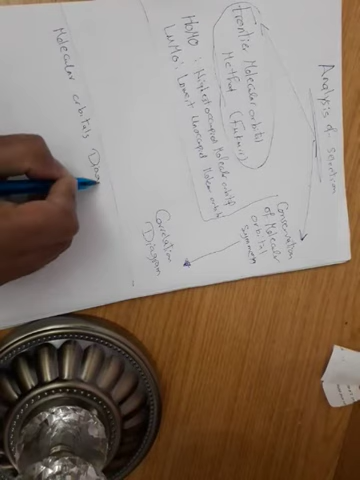 Analysis of
Frontier Molecular orbital
Method (Fukui)
Conservation
of Molecular
orbital
Symmetry
HOMO : Highest occupied Molecular orbital
LUMO : Lowest Unoccupied Molecular orbital
Correlation
Diagram
Molecular orbitals